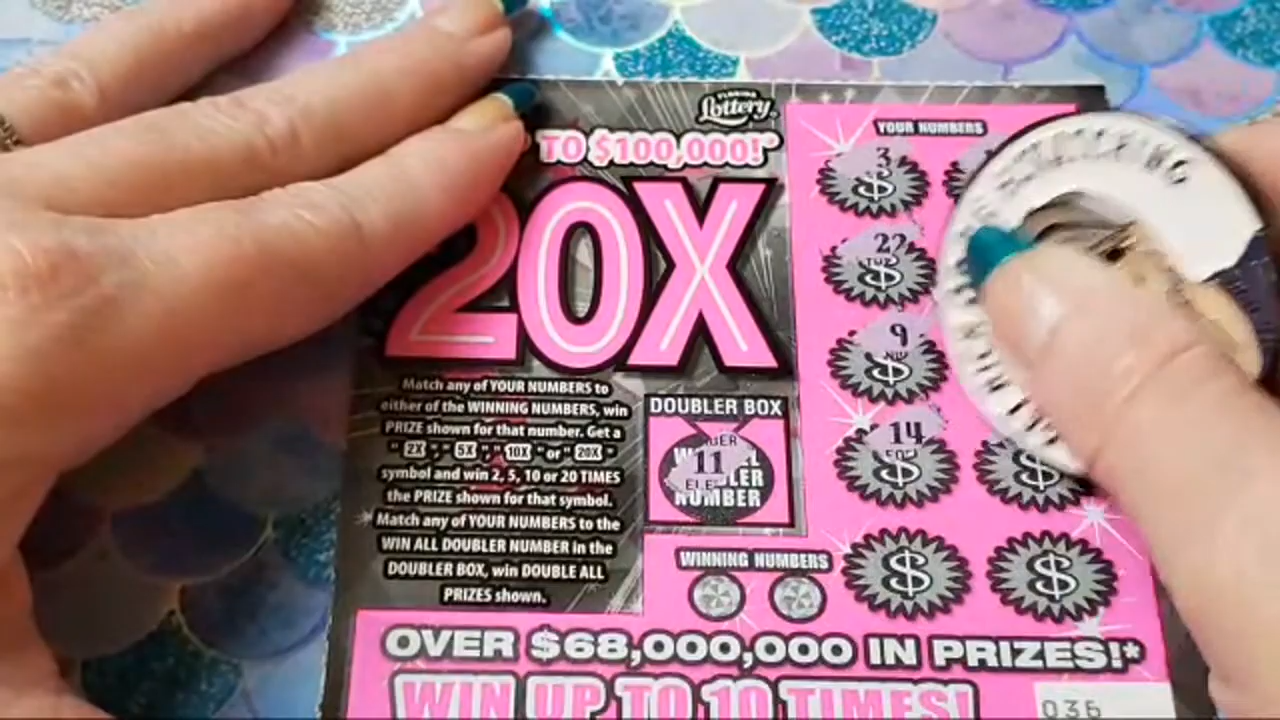 FLORIDA
Lottery
TO $100,000!*
20X
Match any of YOUR NUMBERS to
either of the WINNING NUMBERS, win
PRIZE shown for that number. Get a
" 2X ", " 5X ", " 10X " or " 20X "
symbol and win 2, 5, 10 or 20 TIMES
the PRIZE shown for that symbol.
Match any of YOUR NUMBERS to the
WIN ALL DOUBLER NUMBER in the
DOUBLER BOX, win DOUBLE ALL
PRIZES shown.
DOUBLER BOX
11
NUMBER
WINNING NUMBERS
YOUR NUMBERS
3
$
22
$
9
$
14
$
$
$
$
OVER $68,000,000 IN PRIZES!*
WIN UP TO 10 TIMES!
036